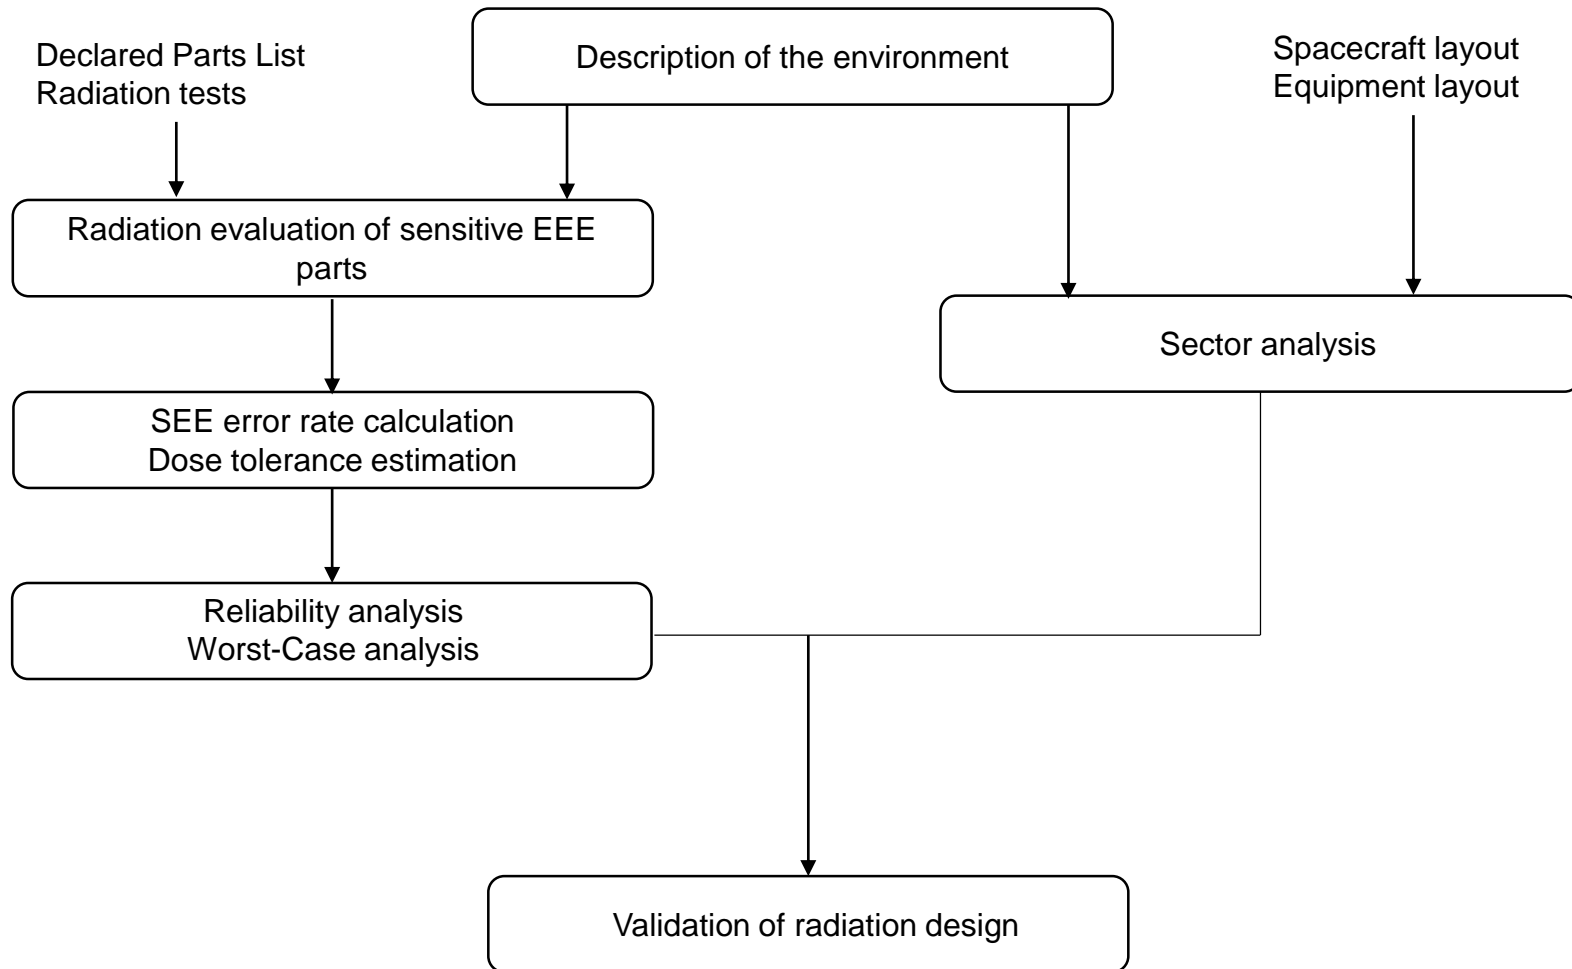 Declared Parts List
Radiation tests
Description of the environment
Spacecraft layout
Equipment layout
Radiation evaluation of sensitive EEE
parts
Sector analysis
SEE error rate calculation
Dose tolerance estimation
Reliability analysis
Worst-Case analysis
Validation of radiation design